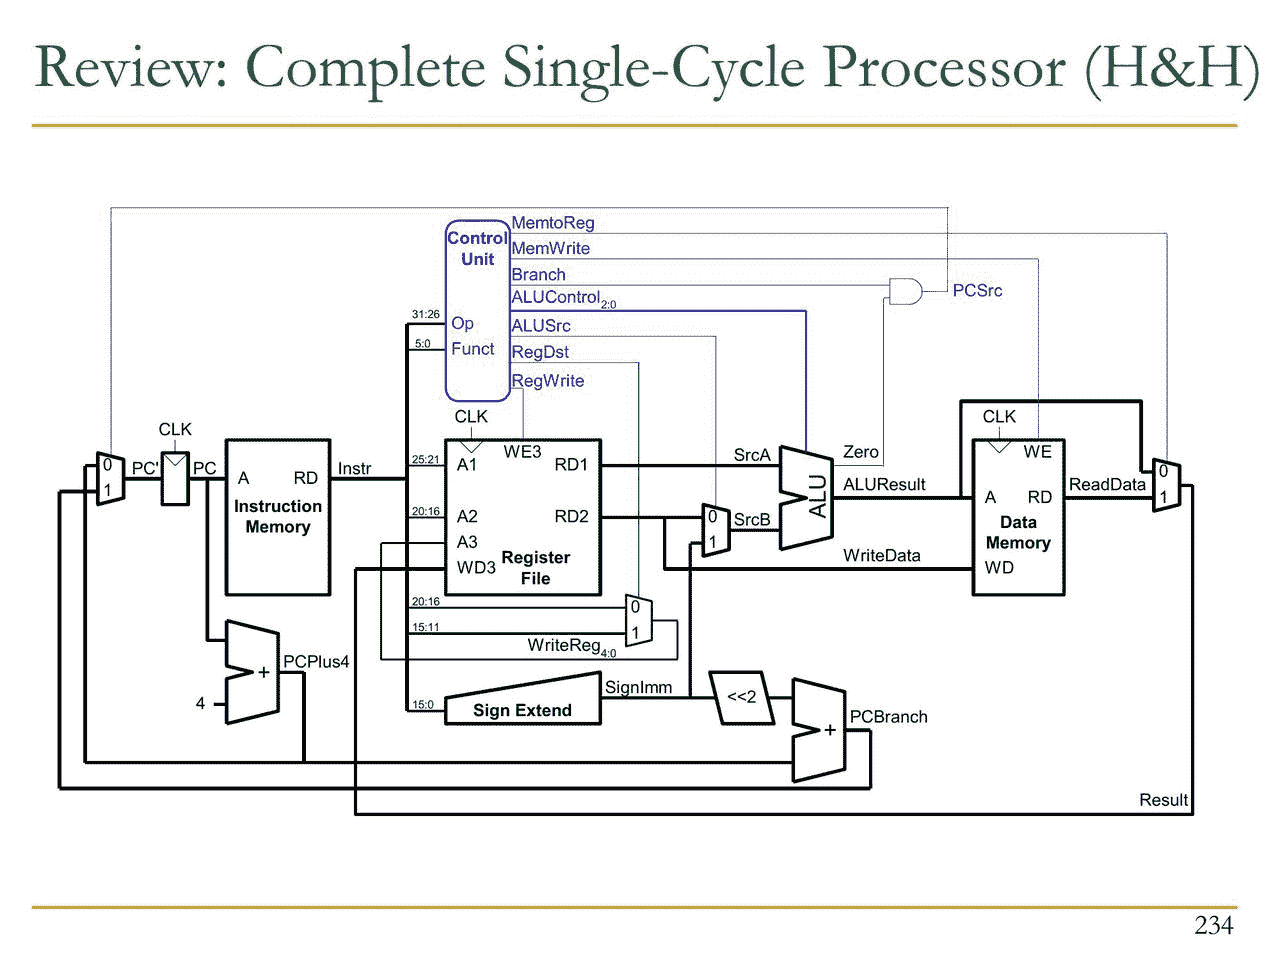 Review: Complete Single-Cycle Processor (H&H)
MemtoReg
Control
Unit
MemWrite
Branch
PCSrc
ALUControl2:0
31:26
Op
ALUSrc
5:0
Funct
RegDst
RegWrite
CLK
CLK
CLK
0
1
PC'
PC
A
RD
Instruction
Memory
Instr
25:21
A1
WE3
RD1
SrcA
Zero
WE
0
1
20:16
A2
RD2
0
1
SrcB
ALU
ALUResult
A
RD
ReadData
Data
Memory
A3
WD3
Register
File
WriteData
WD
20:16
0
15:11
1
WriteReg4:0
PCPlus4
+
4
SignImm
15:0
Sign Extend
<<2
+
PCBranch
Result
234